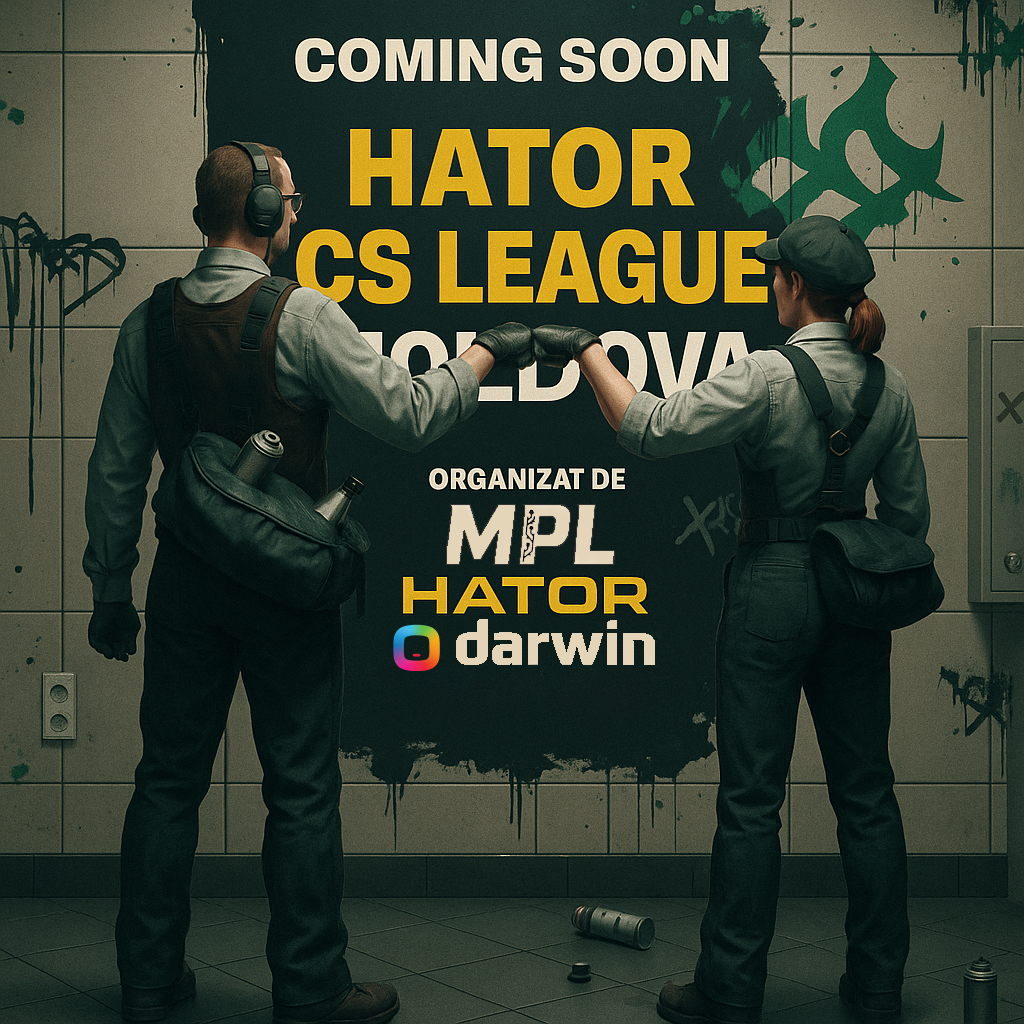 COMING SOON
HATOR
CS LEAGUE
MOLDOVA
ORGANIZAT DE
MPL
HATOR
darwin